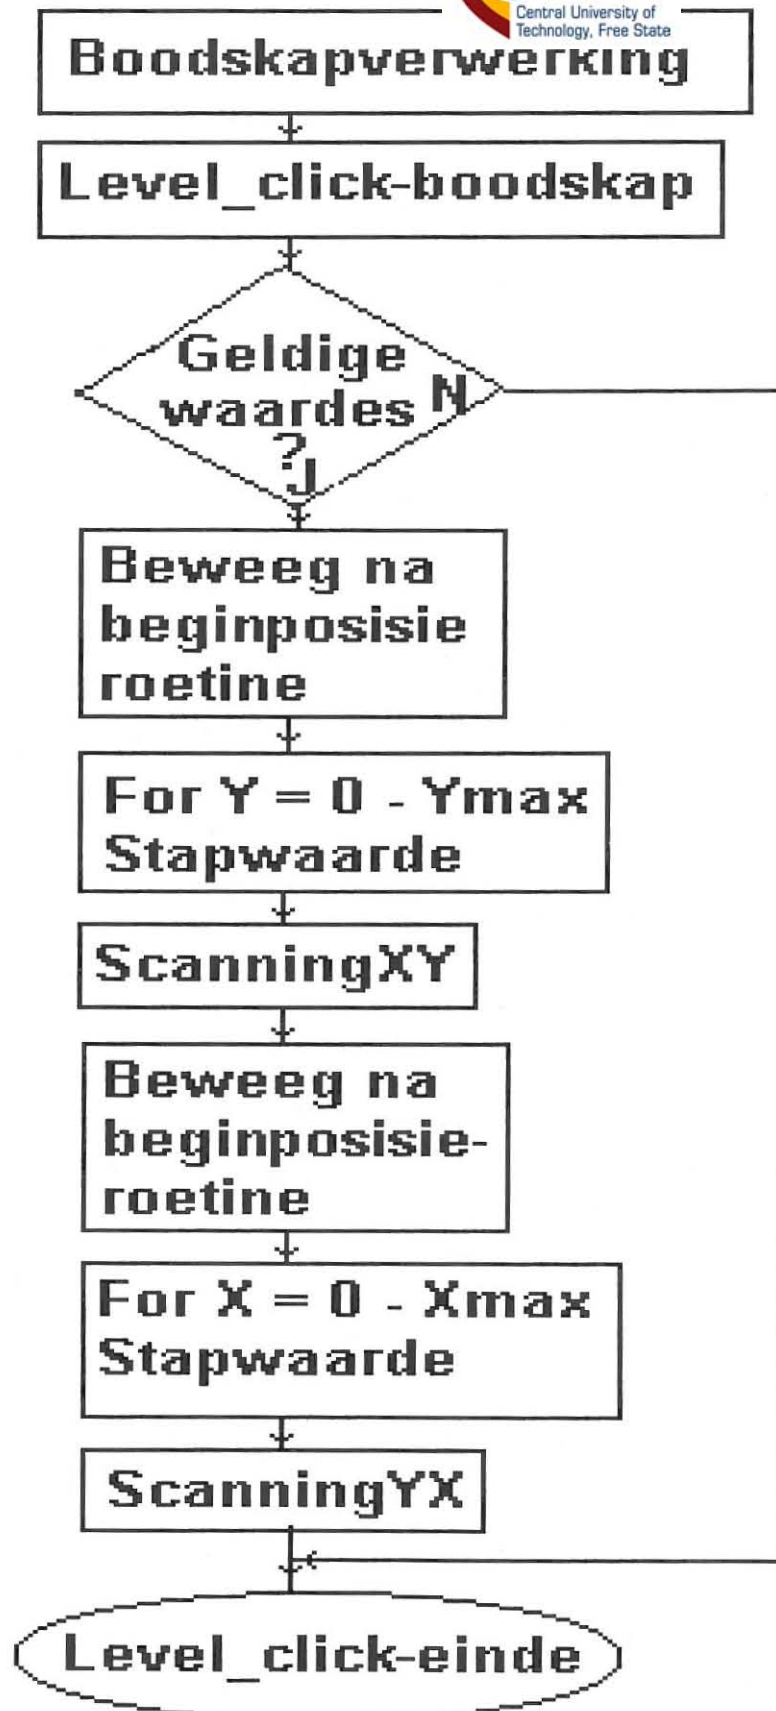 Central University of
Technology, Free State
Boodskapverwerking
Level_click-boodskap
Geldige
waardes N
?
J
Beweeg na
beginposisie
roetine
For Y = 0 - Ymax
Stapwaarde
ScanningXY
Beweeg na
beginposisie-
roetine
For X = 0 - Xmax
Stapwaarde
ScanningYX
Level_click-einde